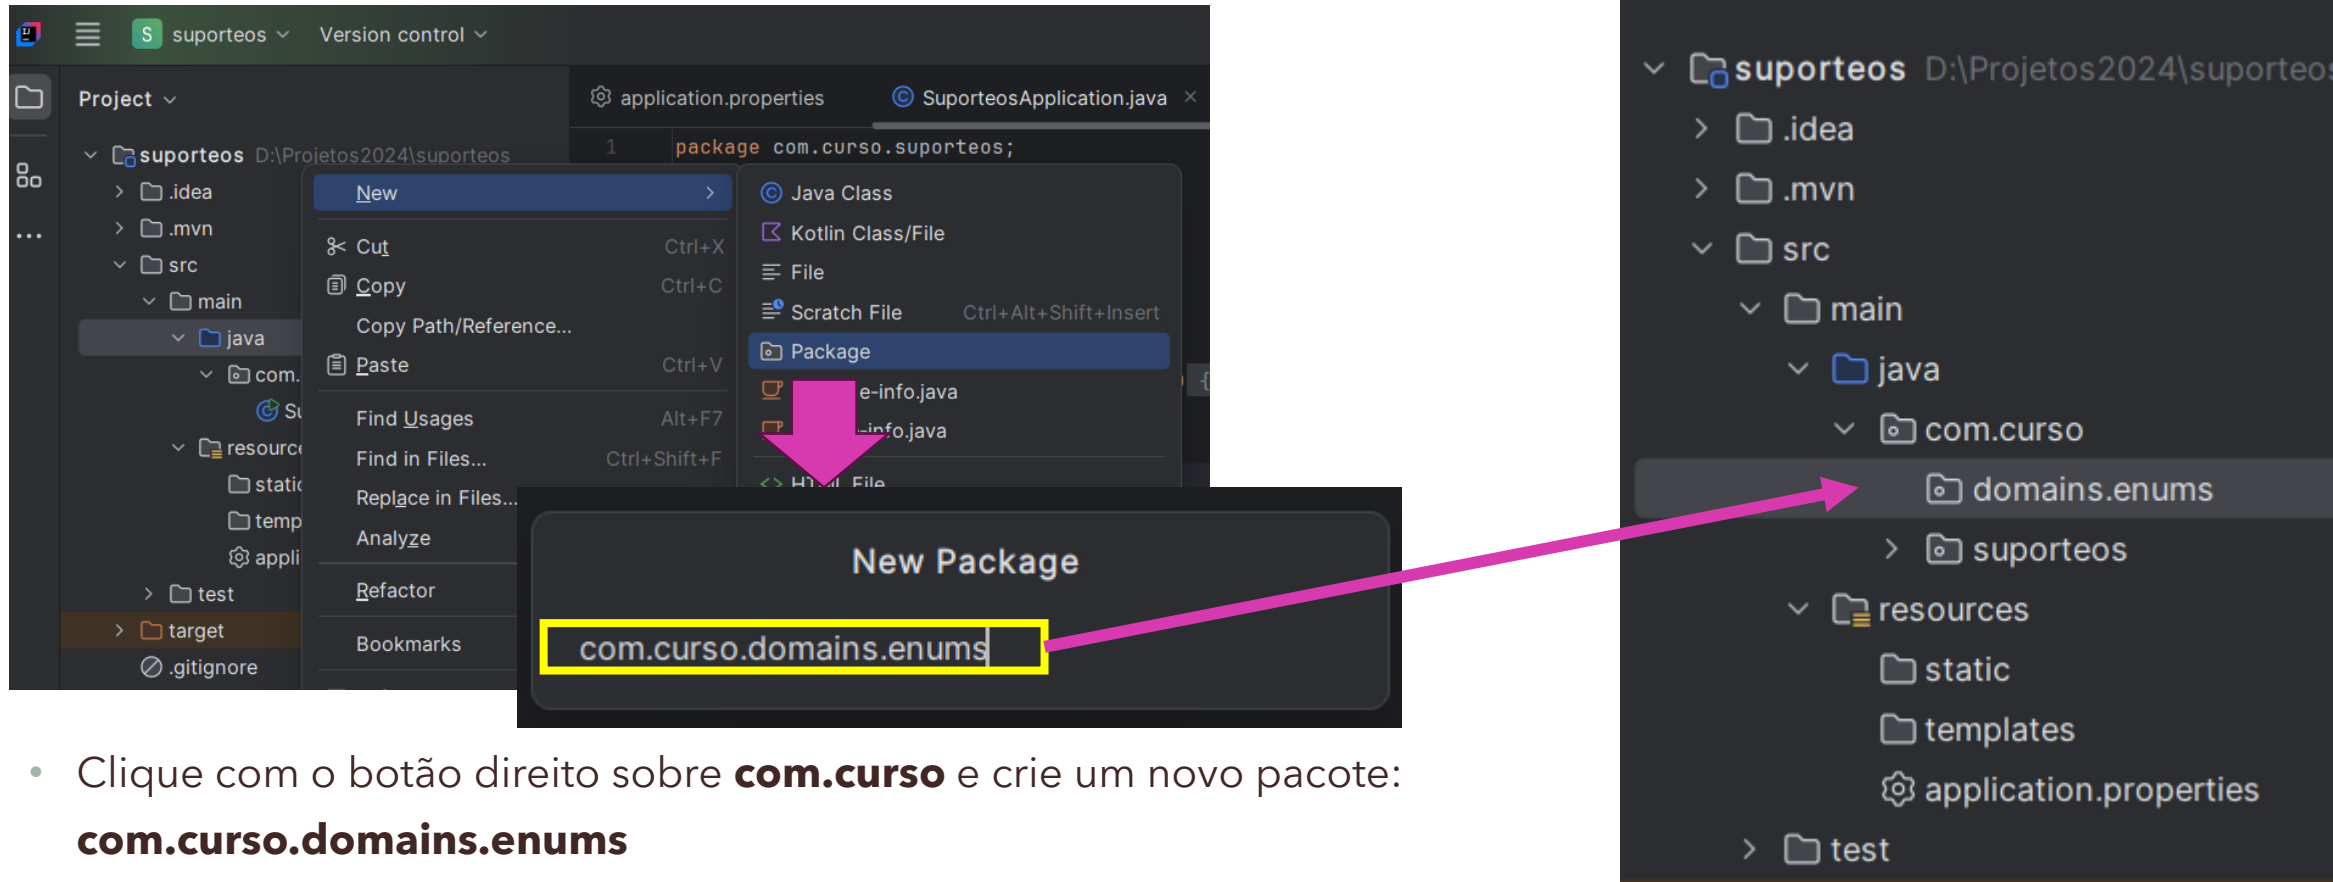 S suporteos Version control
Project
application.properties
SuporteosApplication.java
suporteos D:\Projetos2024\suporteos
.idea
.mvn
src
main
java
com.
Su
resource
static
temp
appli
test
target
.gitignore
1 package com.curso.suporteos;
{
New
Cut Ctrl+X
Copy Ctrl+C
Copy Path/Reference...
Paste Ctrl+V
Find Usages Alt+F7
Find in Files... Ctrl+Shift+F
Replace in Files...
Analyze
Refactor
Bookmarks
Java Class
Kotlin Class/File
File
Scratch File Ctrl+Alt+Shift+Insert
Package
e-info.java
-info.java
HTML File
New Package
com.curso.domains.enums
• Clique com o botão direito sobre com.curso e crie um novo pacote:
com.curso.domains.enums
suporteos D:\Projetos2024\suporteos
.idea
.mvn
src
main
java
com.curso
domains.enums
suporteos
resources
static
templates
application.properties
test